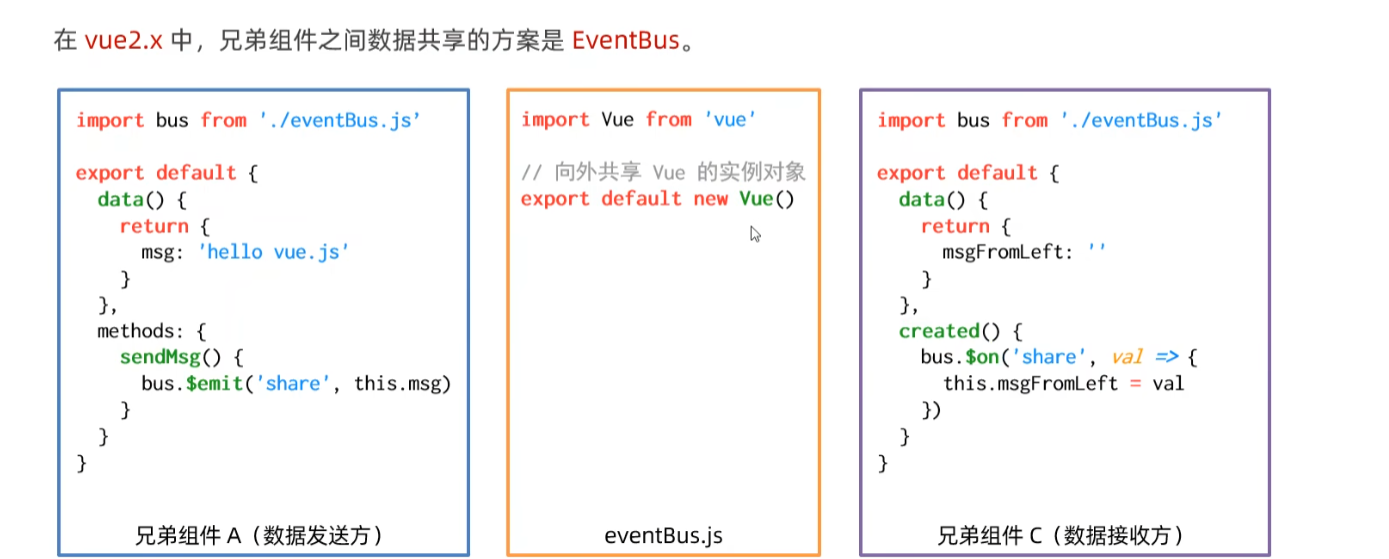 在 vue2.x 中，兄弟组件之间数据共享的方案是 EventBus。
import bus from './eventBus.js’
export default {
data() {
return {
msg: 'hello vue.js'
}
},
methods: {
sendMsg() {
bus.$emit('share', this.msg)
}
}
}
兄弟组件 A（数据发送方）
import Vue from 'vue'
// 向外共享 Vue 的实例对象
export default new Vue()
eventBus.js
import bus from './eventBus.js’
export default {
data() {
return {
msgFromLeft: ''
}
},
created() {
bus.$on('share', val => {
this.msgFromLeft = val
})
}
}
兄弟组件 C（数据接收方）